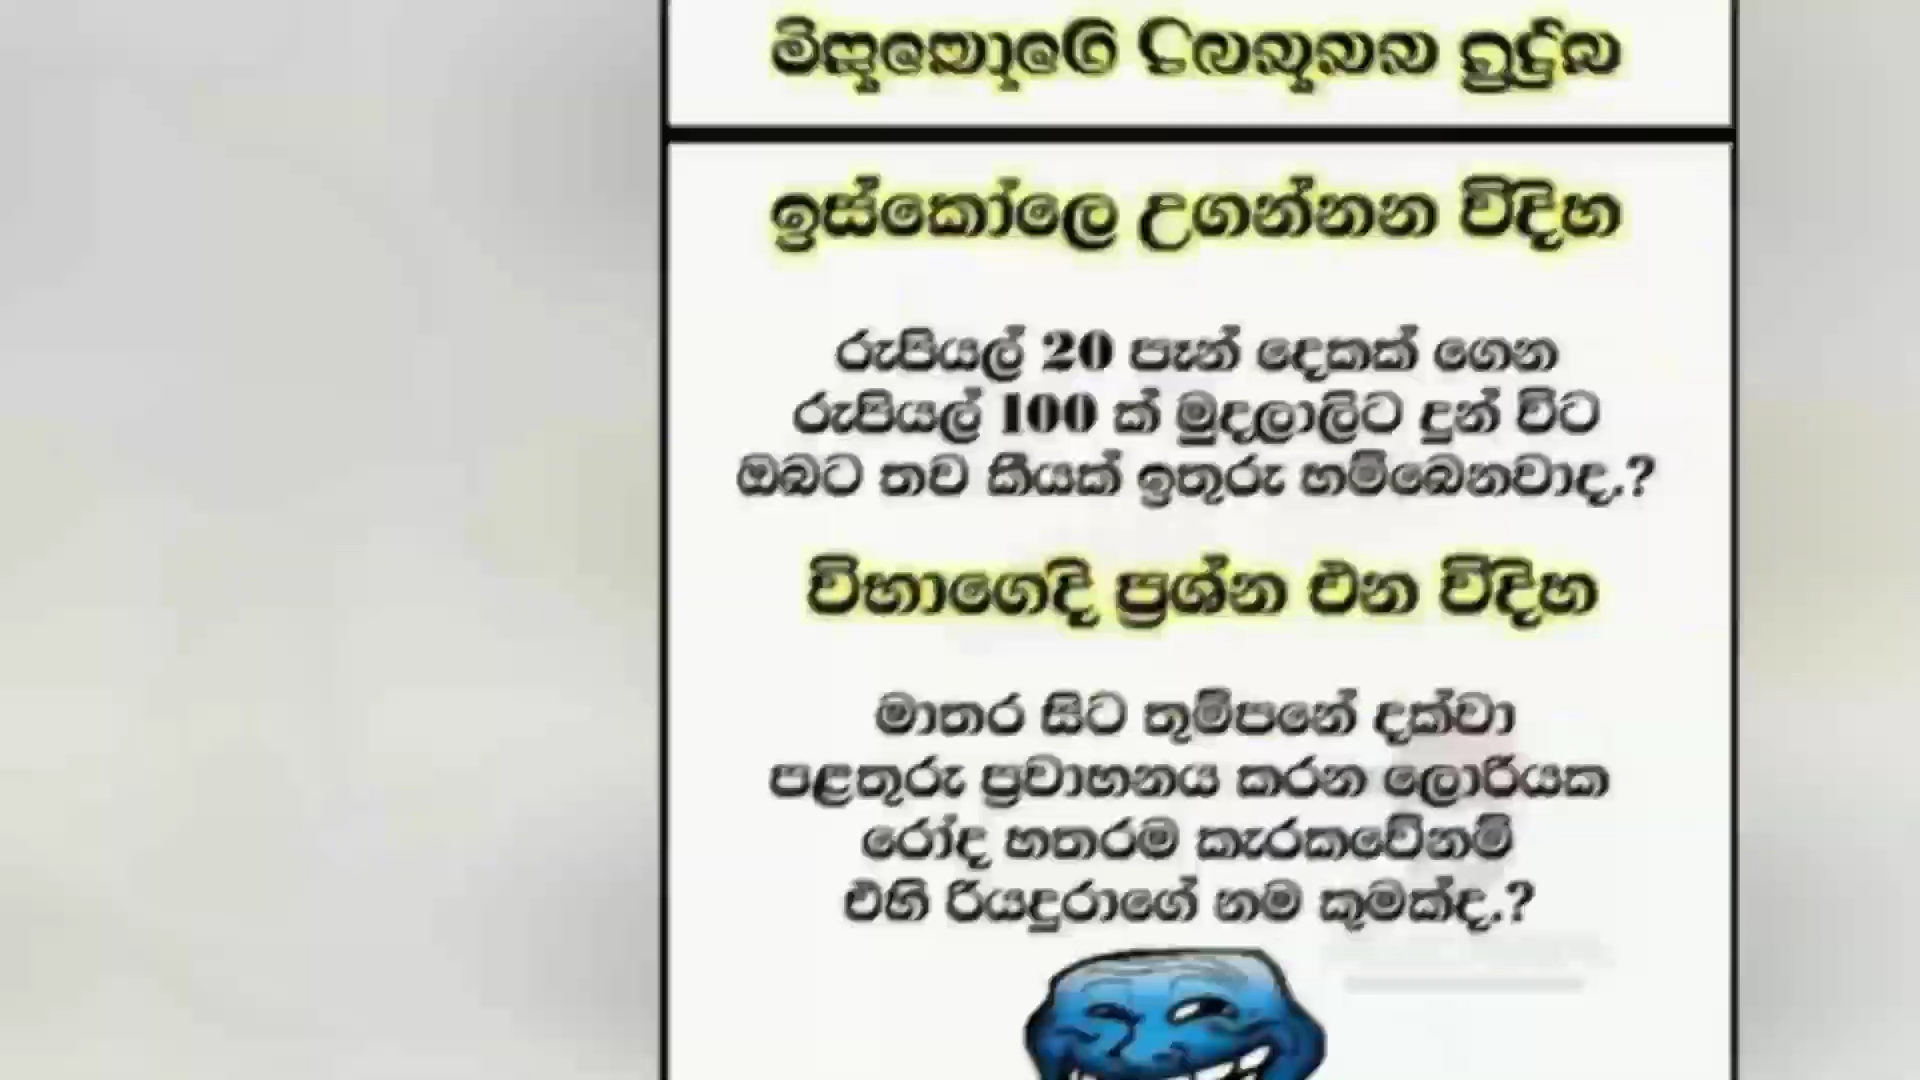 ඉස්කෝලෙ උගන්නන විදිහ
රුපියල් 20 පෑන් දෙකක් ගෙන
රුපියල් 100 ක් මුදලාලිට දුන් විට
ඔබට තව කීයක් ඉතුරු හම්බෙනවාද.?
විභාගෙදි ප්‍රශ්න එන විදිහ
මාතර සිට තුම්පනේ දක්වා
පළතුරු ප්‍රවාහනය කරන ලොරියක
රෝද හතරම කැරකවේනම්
එහි රියදුරාගේ නම කුමක්ද.?